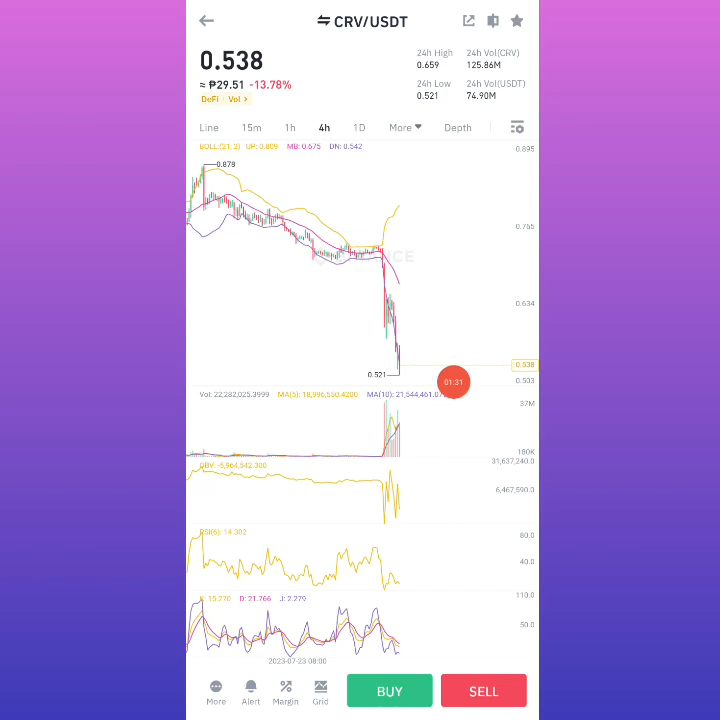 CRV/USDT
0.538
≈ ₱29.51 -13.78%
DeFi Vol >
24h High
0.659
24h Vol(CRV)
125.86M
24h Low
0.521
24h Vol(USDT)
74.90M
Line 15m 1h 4h 1D More Depth
BOLL:(21, 2) UP: 0.809 MB: 0.675 DN: 0.542
0.895
0.878
0.765
0.634
0.538
0.521
0.503
01:31
Vol: 22,282,025.3999 MA(5): 18,996,550.4200 MA(10): 21,544,461.07
37M
180K
OBV: -5,964,542.300
31,637,240.0
6,467,590.0
RSI(6): 14.302
80.0
40.0
K: 15.270 D: 21.766 J: 2.279
110.0
50.0
2023-07-23 08:00
More Alert Margin Grid BUY SELL